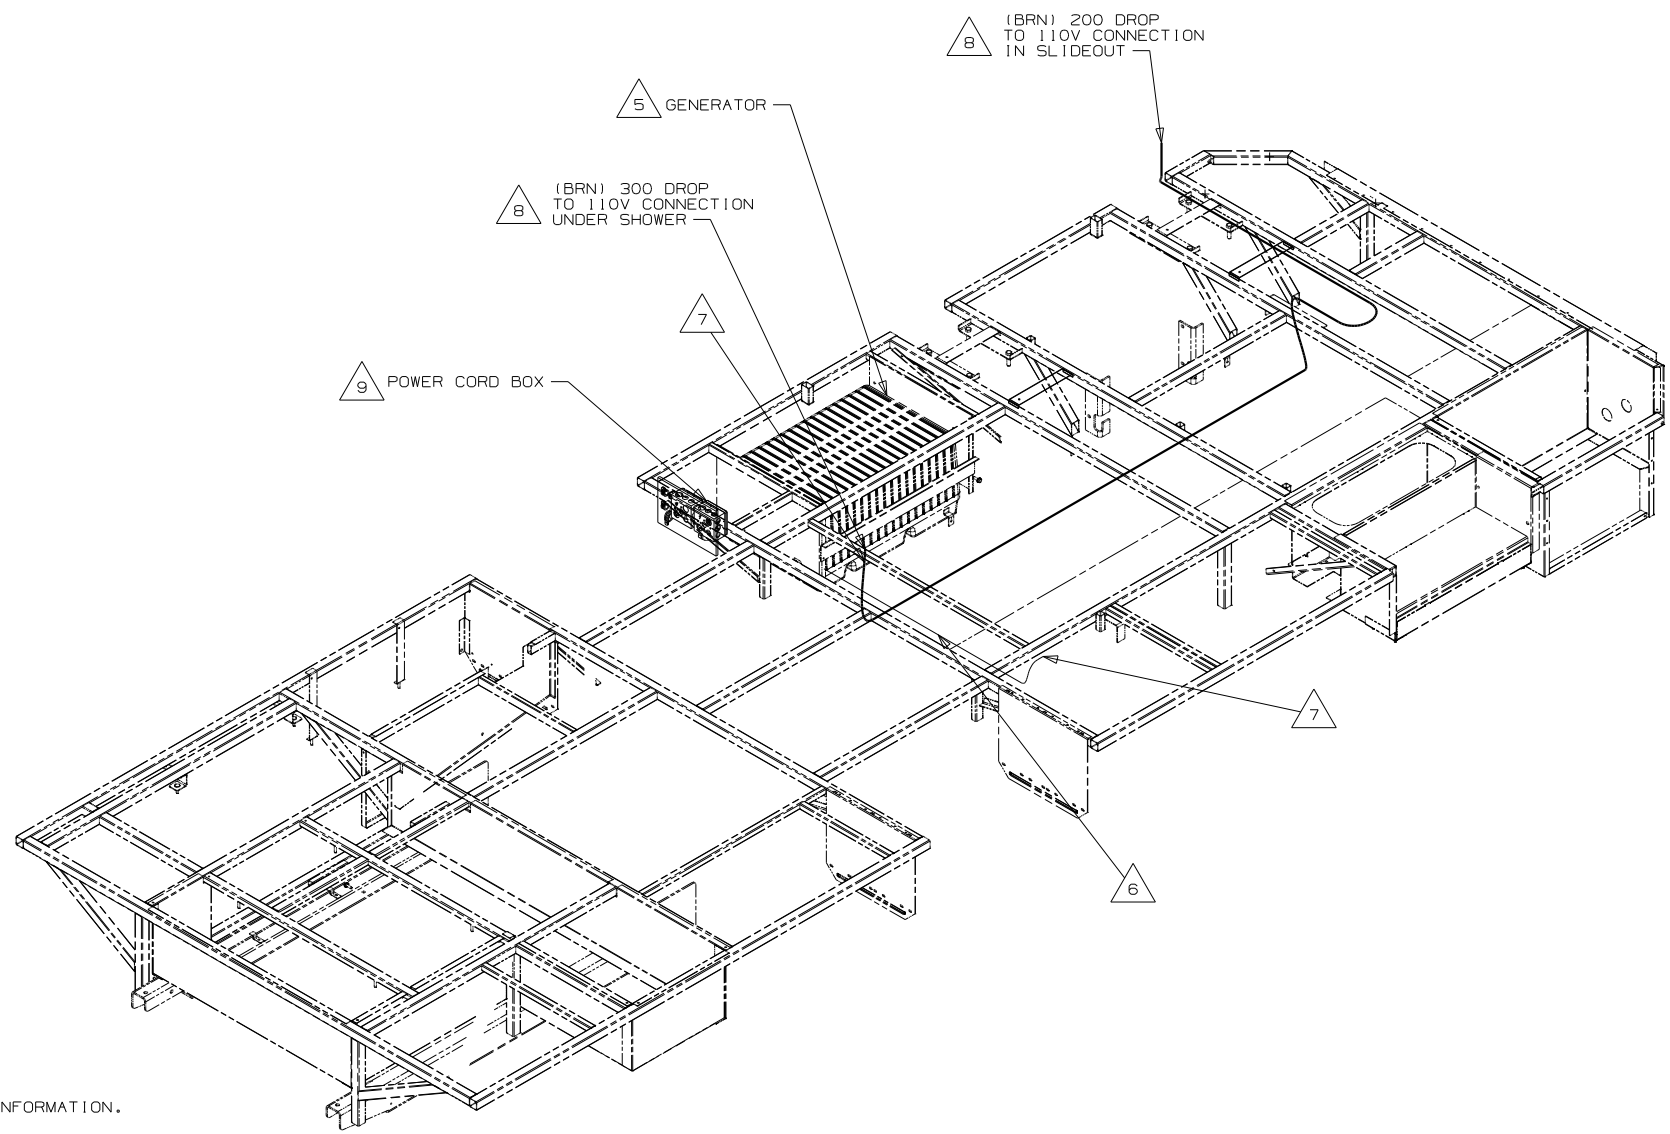 8
(BRN) 200 DROP
TO 110V CONNECTION
IN SLIDEOUT
5
GENERATOR
8
(BRN) 300 DROP
TO 110V CONNECTION
UNDER SHOWER
7
9
POWER CORD BOX
7
6
NFORMATION.